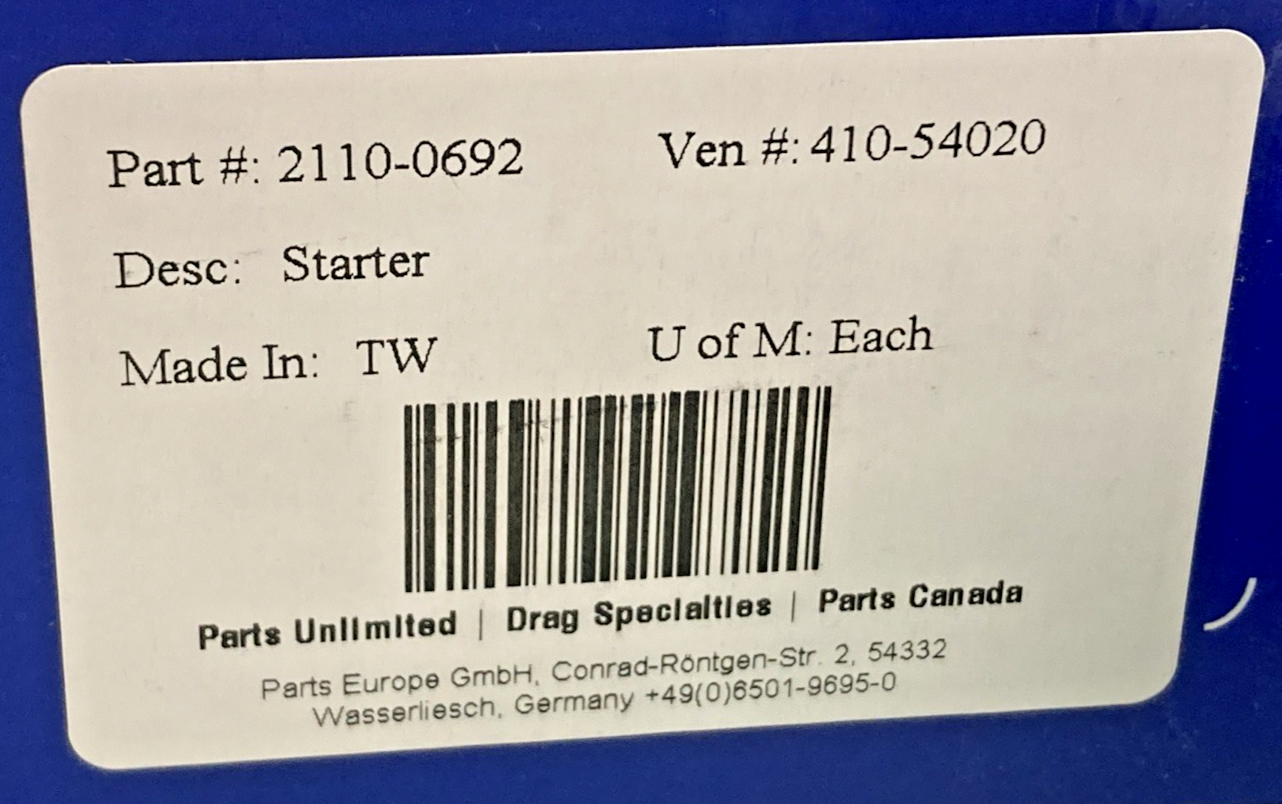 Part #: 2110-0692 Ven #: 410-54020
Desc: Starter
Made In: TW U of M: Each
Parts Unlimited | Drag Specialties | Parts Canada
Parts Europe GmbH, Conrad-Röntgen-Str. 2, 54332
Wasserliesch, Germany +49(0)6501-9695-0